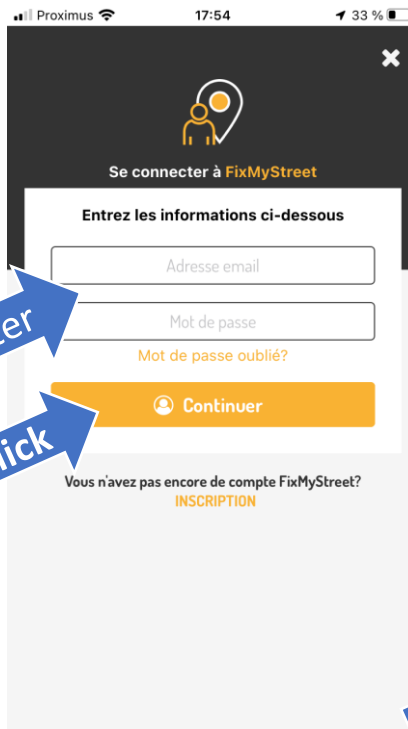 Proximus 17:54 33 %
Se connecter à FixMyStreet
Entrez les informations ci-dessous
Adresse email
Mot de passe
Mot de passe oublié?
Continuer
Vous n'avez pas encore de compte FixMyStreet?
INSCRIPTION